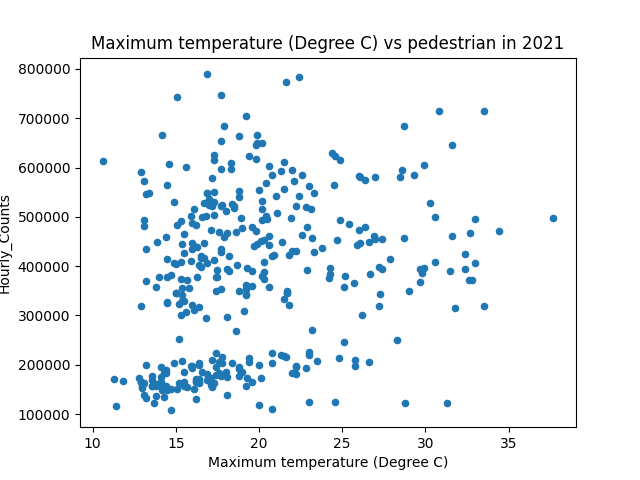 Maximum temperature (Degree C) vs pedestrian in 2021
800000
700000
600000
500000
400000
300000
200000
100000
Hourly_Counts
10 15 20 25 30 35
Maximum temperature (Degree C)